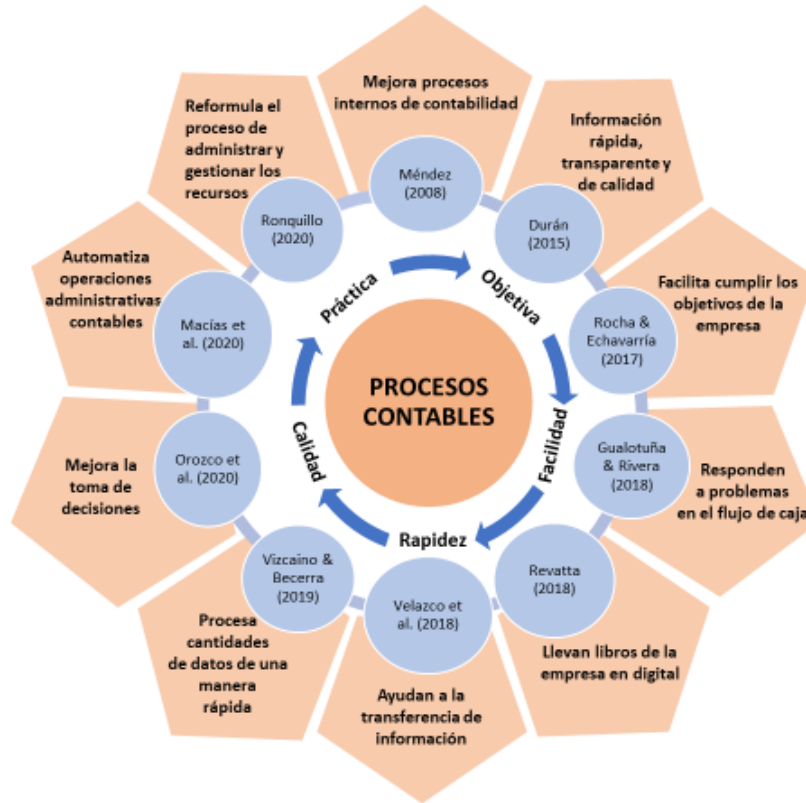 Mejora procesos
internos de contabilidad
Méndez
(2008)
Información
rápida,
transparente y
de calidad
Durán
(2015)
Facilita cumplir los
objetivos de la
empresa
Rocha &
Echavarría
(2017)
Responden
a problemas
en el flujo de caja
Gualotuña
& Rivera
(2018)
Llevan libros de la
empresa en digital
Revatta
(2018)
Ayudan a la
transferencia de
información
Velazco et
al. (2018)
Procesa
cantidades
de datos de una
manera
rápida
Vizcaino &
Becerra
(2019)
Mejora la
toma de
decisiones
Orozco et
al. (2020)
Automatiza
operaciones
administrativas
contables
Macías et
al. (2020)
Reformula el
proceso de
administrar y
gestionar los
recursos
Ronquillo
(2020)
Práctica
Objetiva
Facilidad
Rapidez
Calidad
PROCESOS
CONTABLES